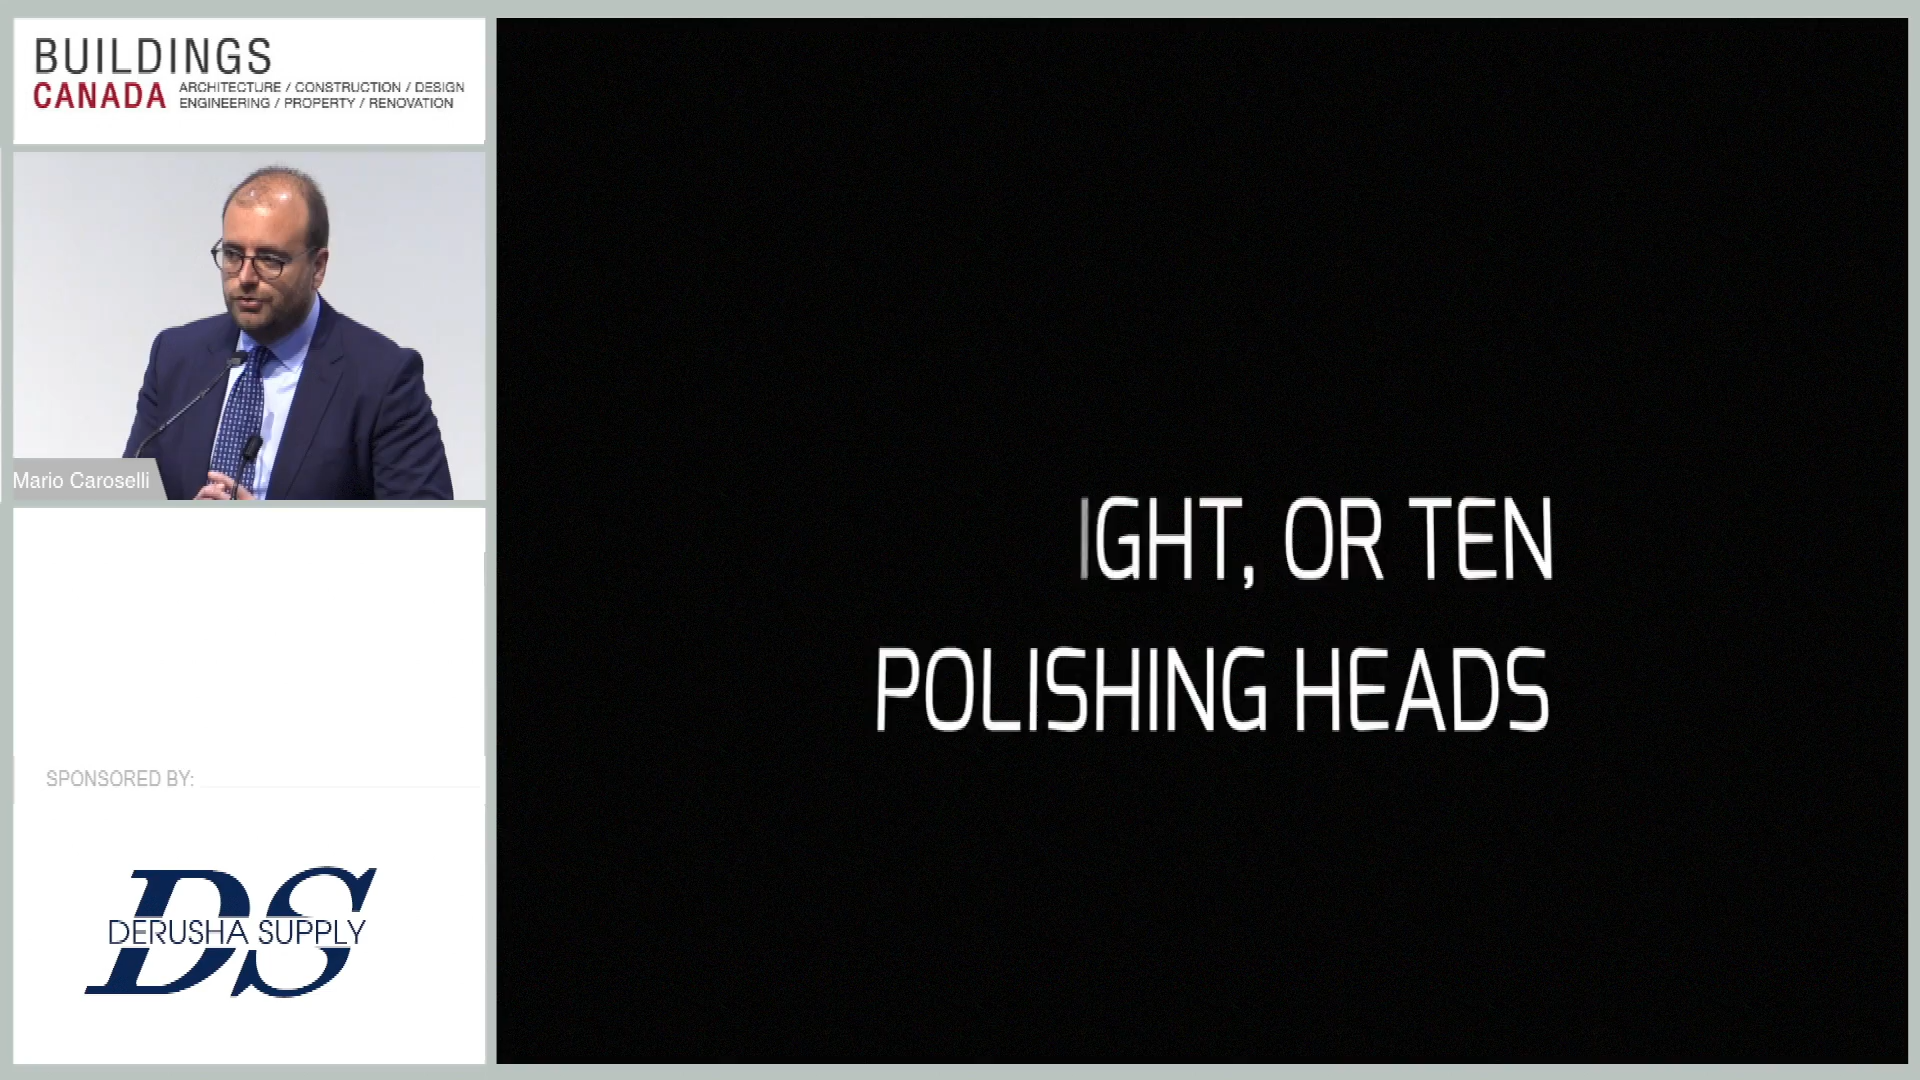 BUILDINGS
CANADA
ARCHITECTURE / CONSTRUCTION / DESIGN
ENGINEERING / PROPERTY / RENOVATION
Mario Caroselli
SPONSORED BY:
DS
DERUSHA SUPPLY
IGHT, OR TEN
POLISHING HEADS